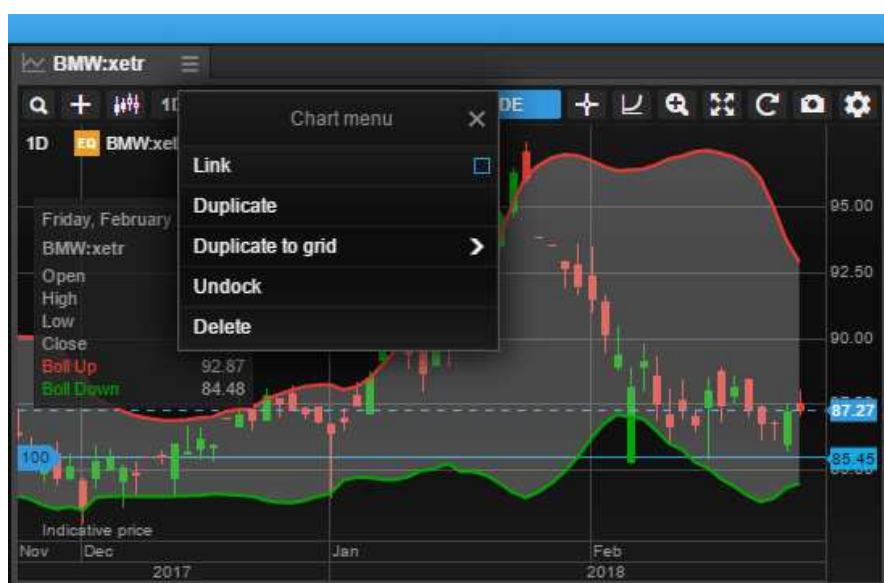 BMW:xetr
1D
DE
Chart menu
1D EQ BMW:xet
Link
Duplicate
Duplicate to grid
Undock
Delete
Friday, February
BMW:xetr
Open
High
Low
Close
Boll Up 92.87
Boll Down 84.48
95.00
92.50
90.00
87.27
100
85.45
Indicative price
Nov Dec Jan Feb
2017 2018